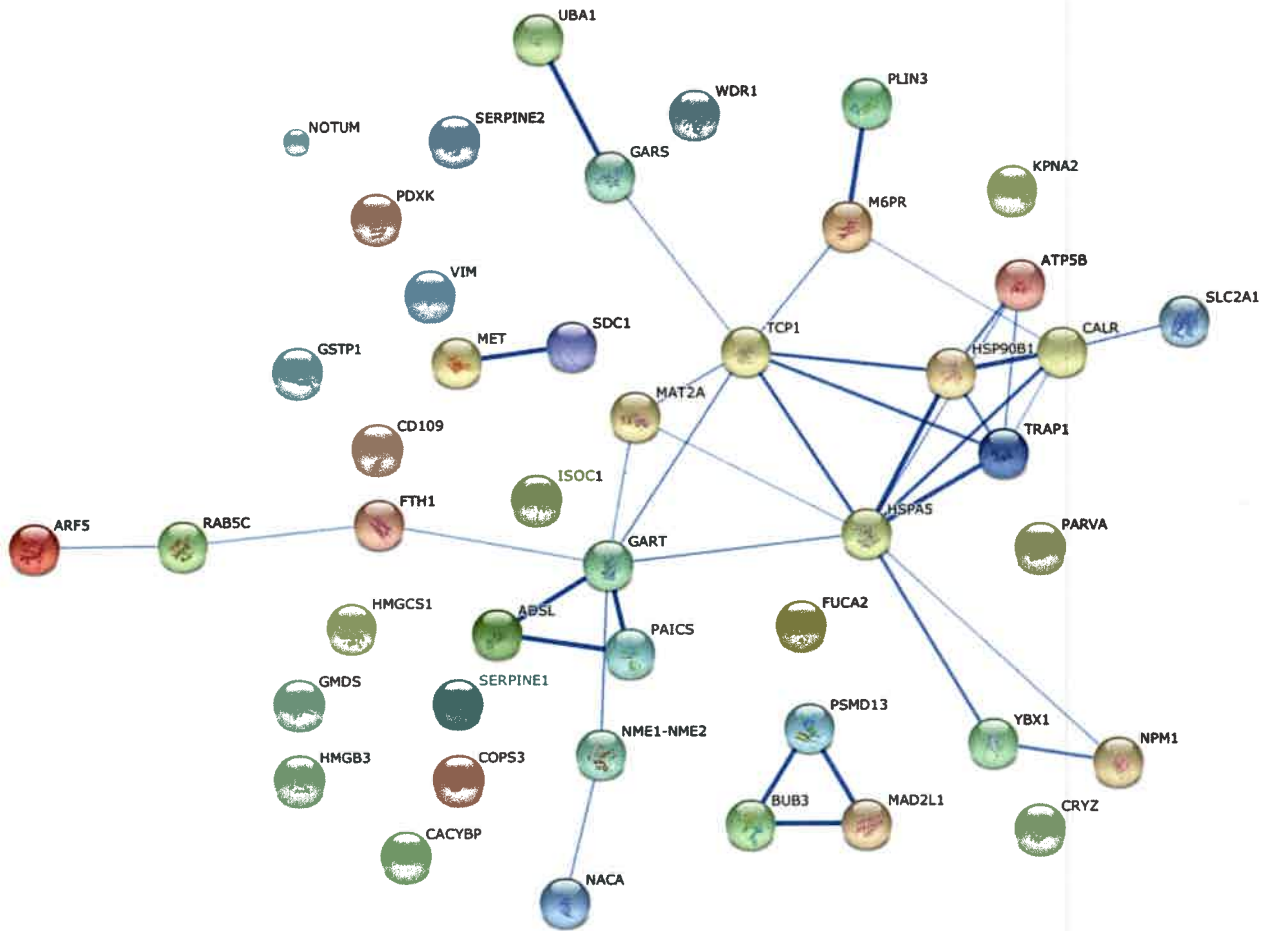 UBA1
WDR1
PLIN3
NOTUM
SERPINE2
GARS
KPNA2
PDXK
M6PR
ATP5B
VIM
SLC2A1
MET
SDC1
TCP1
CALR
GSTP1
HSP90B1
MAT2A
CD109
TRAP1
ISOC1
FTH1
HSPA5
ARF5
RAB5C
GART
PARVA
HMGCS1
ADSL
PAICS
FUCA2
GMDS
SERPINE1
PSMD13
YBX1
NME1-NME2
NPM1
HMGB3
COPS3
BUB3
MAD2L1
CRYZ
CACYBP
NACA